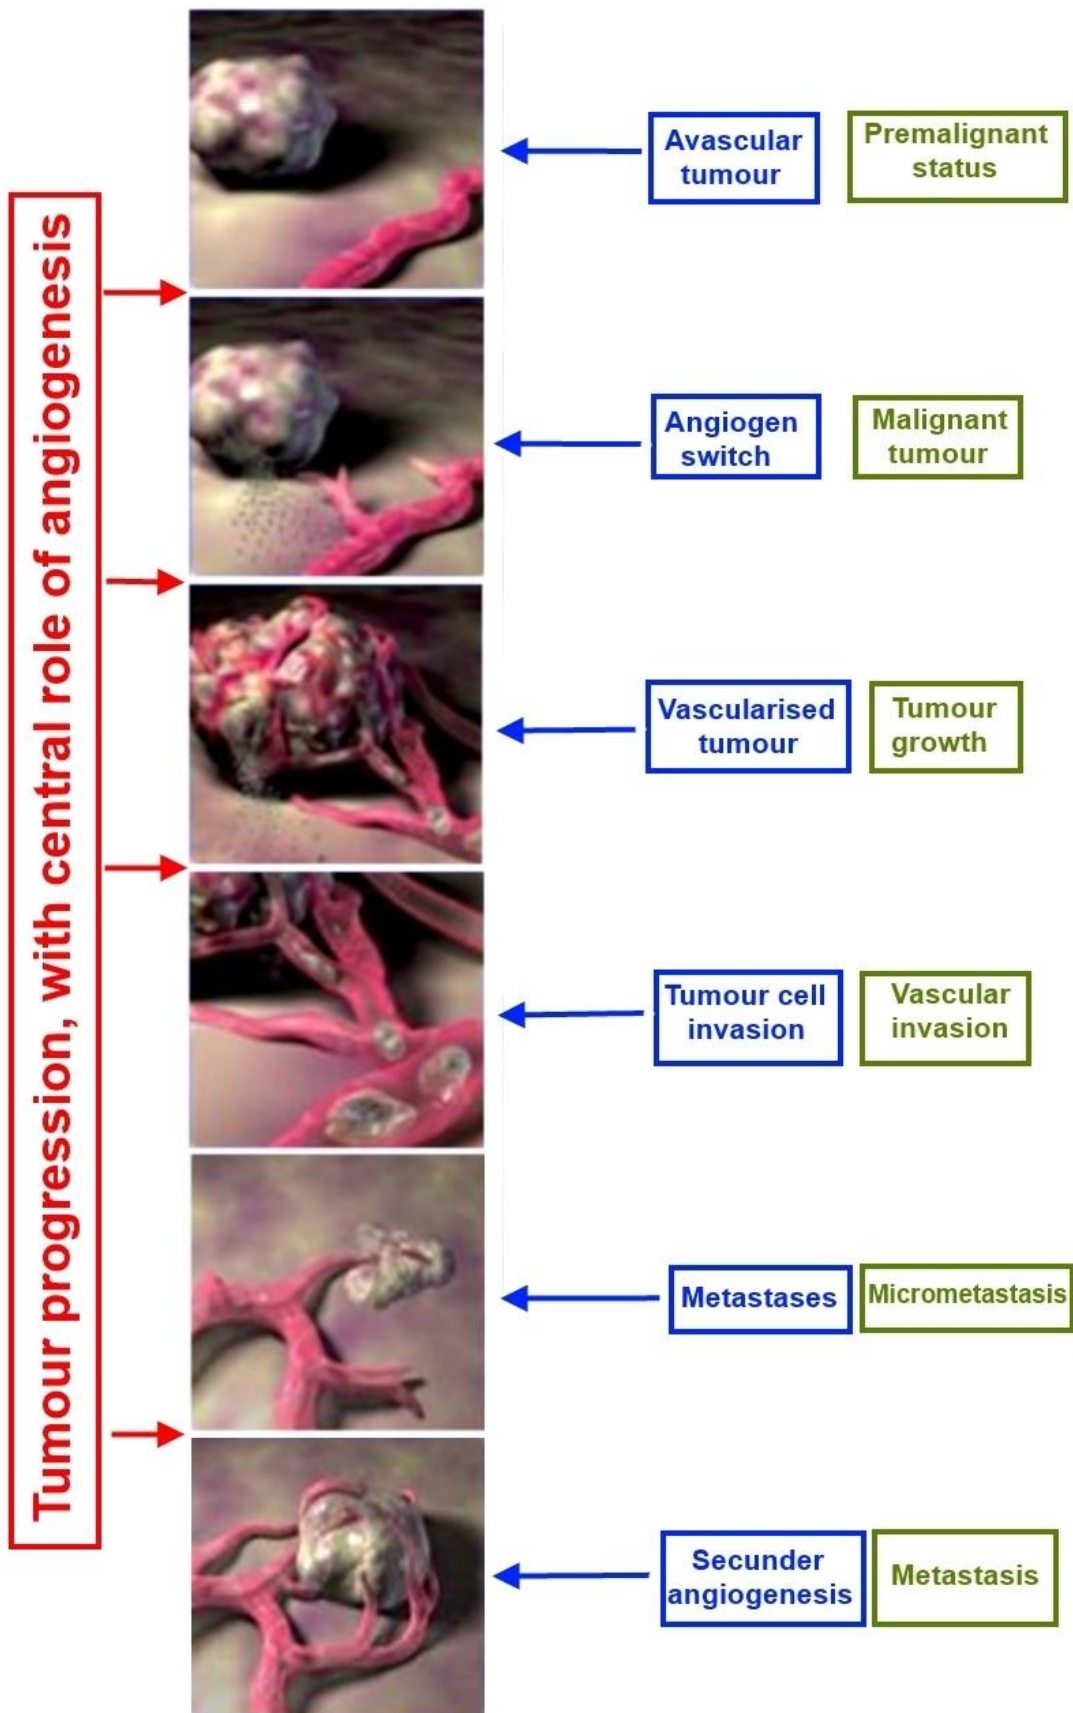 Tumour progression, with central role of angiogenesis
Avascular
tumour
Premalignant
status
Angiogen
switch
Malignant
tumour
Vascularised
tumour
Tumour
growth
Tumour cell
invasion
Vascular
invasion
Metastases
Micrometastasis
Secunder
angiogenesis
Metastasis